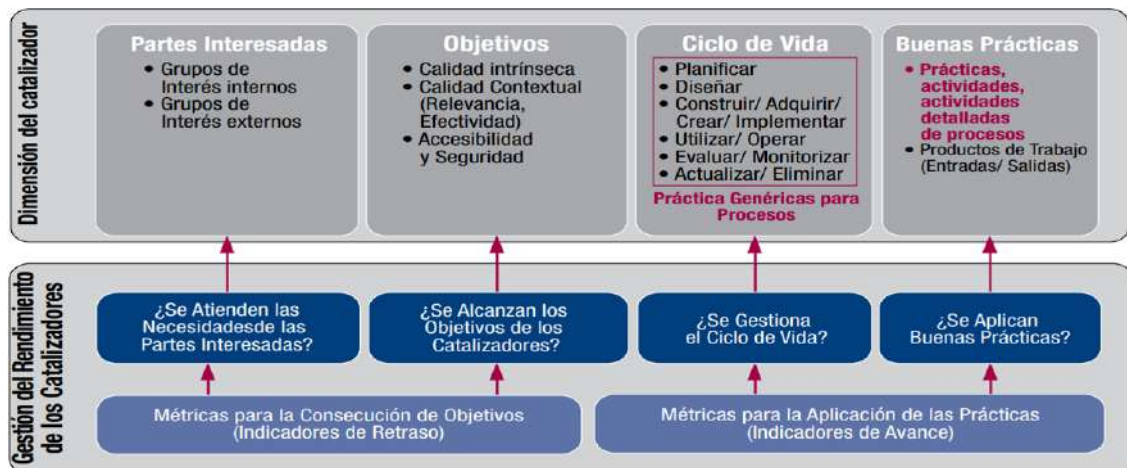 Dimensión del catalizador
Partes Interesadas
• Grupos de
Interés internos
• Grupos de
Interés externos
Objetivos
• Calidad intrínseca
• Calidad Contextual
(Relevancia,
Efectividad)
• Accesibilidad
y Seguridad
Ciclo de Vida
• Planificar
• Diseñar
• Construir/ Adquirir/
Crear/ Implementar
• Utilizar/ Operar
• Evaluar/ Monitorizar
• Actualizar/ Eliminar
Práctica Genéricas para
Procesos
Buenas Prácticas
• Prácticas,
actividades,
actividades
detalladas
de procesos
• Productos de Trabajo
(Entradas/ Salidas)
Gestión del Rendimiento
de los Catalizadores
¿Se Atienden las
Necesidadesde las
Partes Interesadas?
¿Se Alcanzan los
Objetivos de los
Catalizadores?
¿Se Gestiona
el Ciclo de Vida?
¿Se Aplican
Buenas Prácticas?
Métricas para la Consecución de Objetivos
(Indicadores de Retraso)
Métricas para la Aplicación de las Prácticas
(Indicadores de Avance)